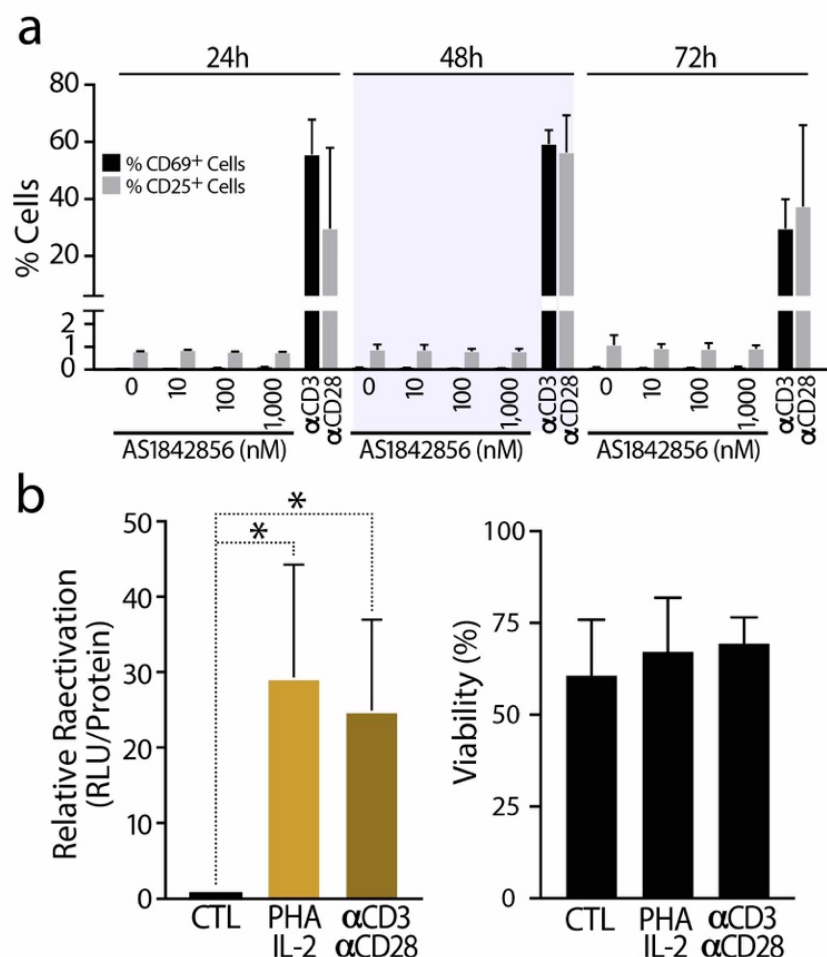 a
24h 48h 72h
80
60
40
20
2
1
0
% Cells
% CD69+ Cells
% CD25+ Cells
0 10 100 1,000 αCD3 αCD28 0 10 100 1,000 αCD3 αCD28 0 10 100 1,000 αCD3 αCD28
AS1842856 (nM) AS1842856 (nM) AS1842856 (nM)
b
Relative Raectivation
(RLU/Protein)
50
40
30
20
10
0
* *
CTL PHA αCD3
IL-2 αCD28
Viability (%)
100
75
50
25
0
CTL PHA αCD3
IL-2 αCD28